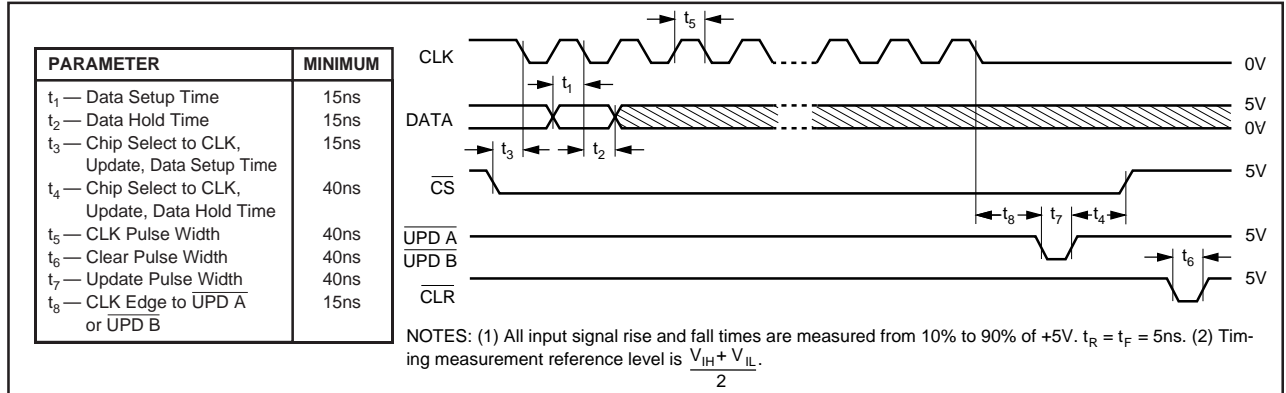 PARAMETER MINIMUM
t1 — Data Setup Time 15ns
t2 — Data Hold Time 15ns
t3 — Chip Select to CLK, 15ns
Update, Data Setup Time
t4 — Chip Select to CLK, 40ns
Update, Data Hold Time
t5 — CLK Pulse Width 40ns
t6 — Clear Pulse Width 40ns
t7 — Update Pulse Width 40ns
t8 — CLK Edge to UPD A 15ns
or UPD B
t5
CLK
0V
t1
5V
DATA
0V
t3 t2
CS
5V
t8 t7 t4
UPD A
5V
UPD B
t6
5V
CLR
NOTES: (1) All input signal rise and fall times are measured from 10% to 90% of +5V. tR = tF = 5ns. (2) Tim-
ing measurement reference level is VIH + VIL.
2